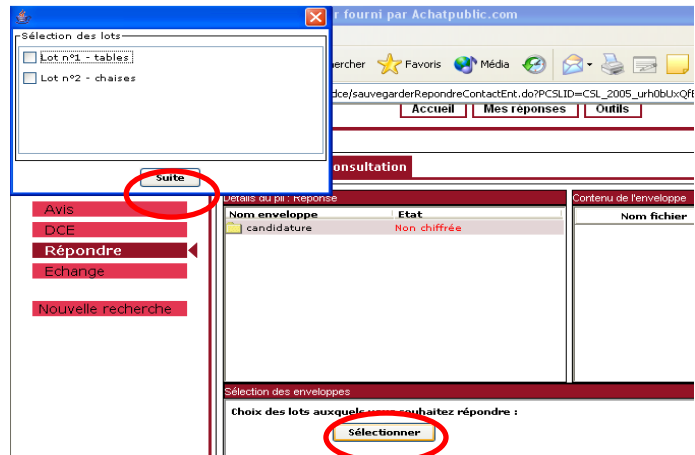 r fourni par Achatpublic.com
Sélection des lots
Lot n°1 - tables
Lot n°2 - chaises
Suite
ercher Favoris Média
dce/sauvegarderRepondreContactEnt.do?PCSLID=CSL_2005_urh0bUxQfE
Accueil Mes réponses Outils
onsultation
Avis
DCE
Répondre
Echange
Nouvelle recherche
Détails du pli : Réponse
Nom enveloppe Etat
candidature Non chiffrée
Contenu de l'enveloppe
Nom fichier
Sélection des enveloppes
Choix des lots auxquels vous souhaitez répondre :
Sélectionner